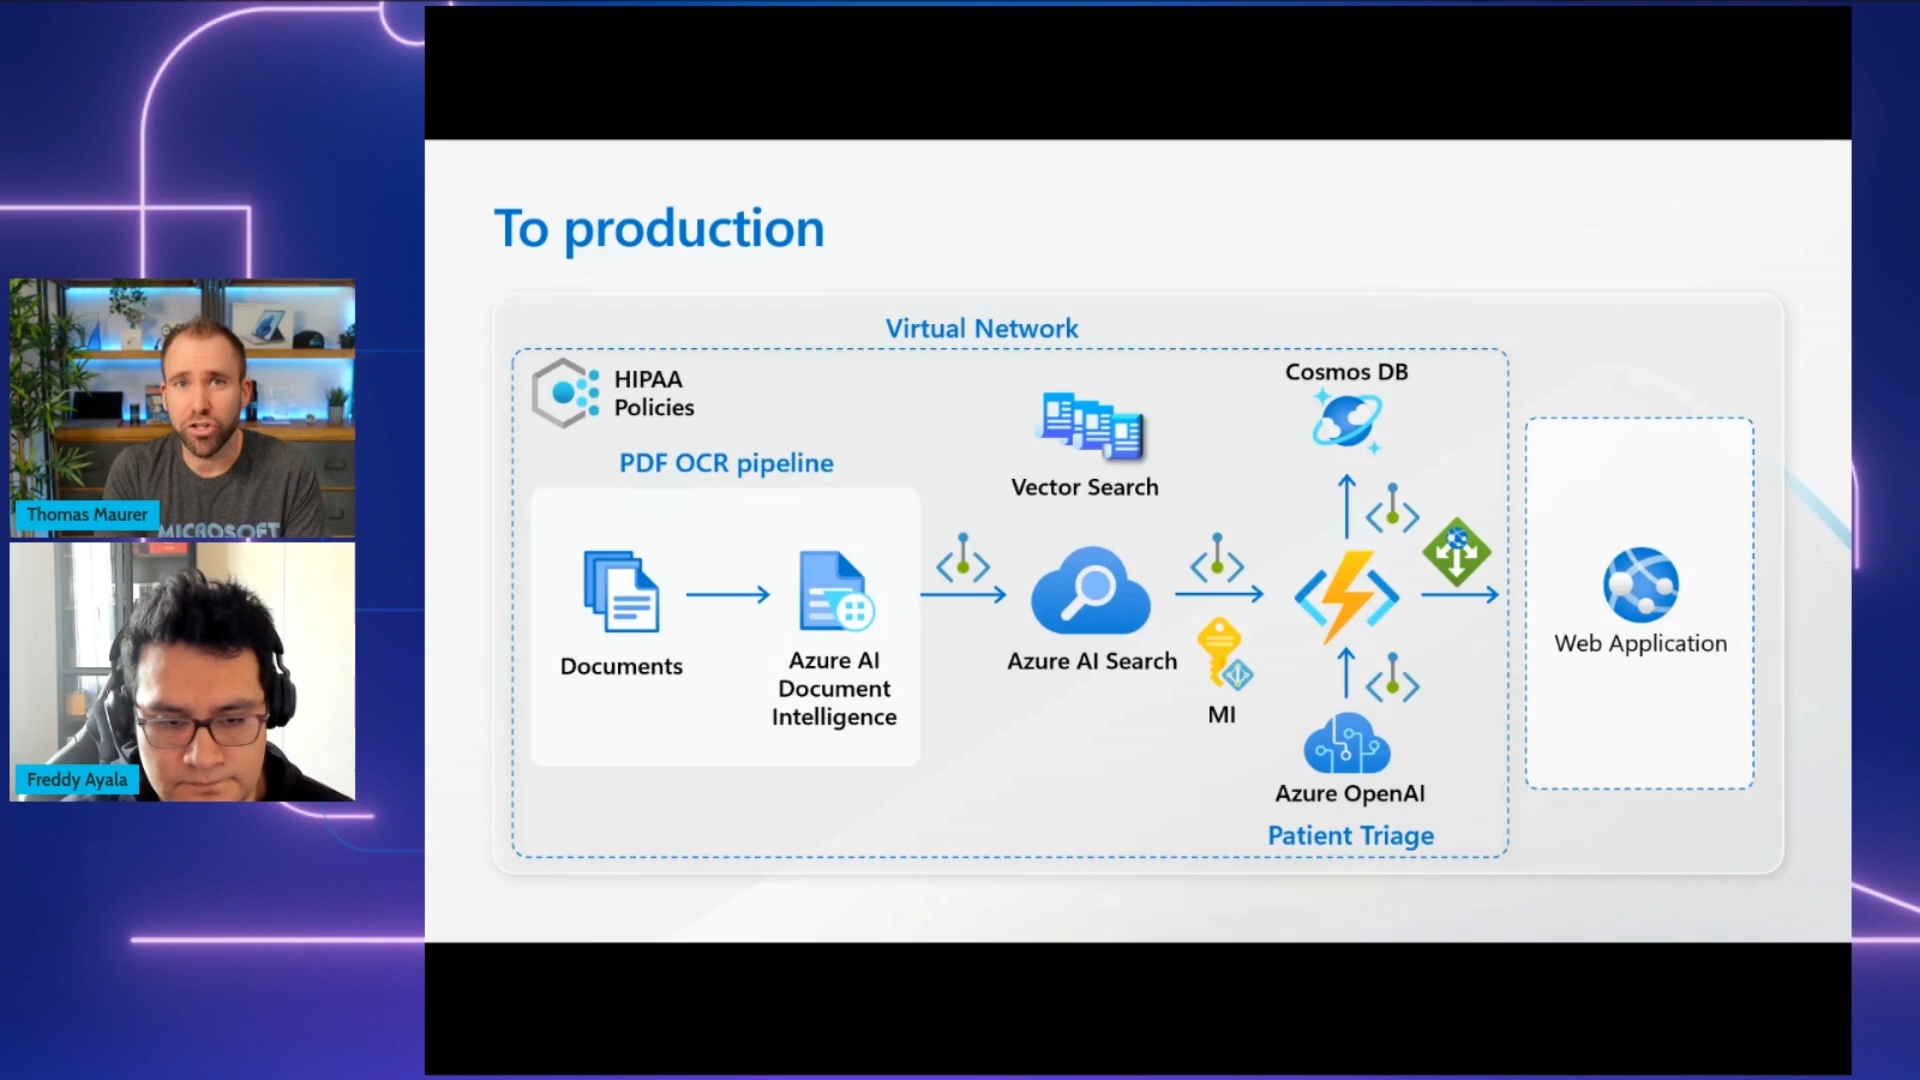 To production
Virtual Network
HIPAA
Policies
PDF OCR pipeline
Documents
Azure AI
Document
Intelligence
Vector Search
Azure AI Search
MI
Cosmos DB
Azure OpenAI
Patient Triage
Web Application
MICROSOFT
Thomas Maurer
Freddy Ayala